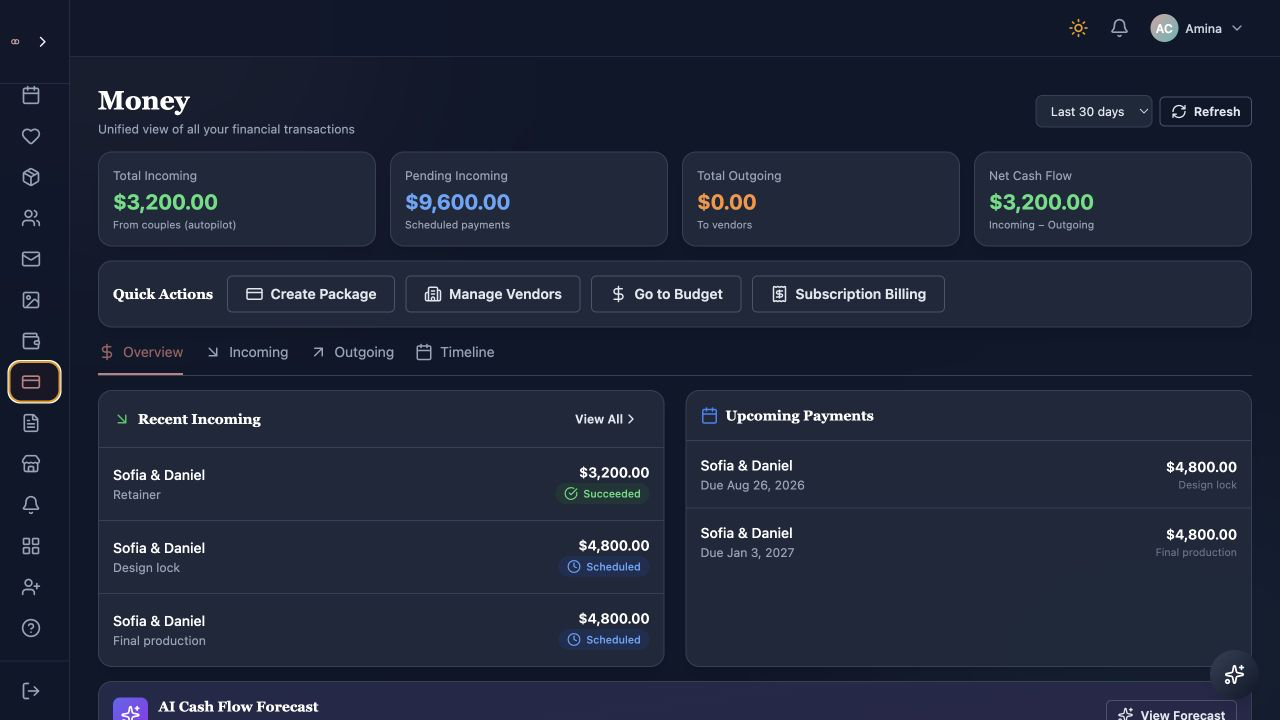 AC Amina
Money
Unified view of all your financial transactions
Last 30 days
Refresh
Total Incoming
$3,200.00
From couples (autopilot)
Pending Incoming
$9,600.00
Scheduled payments
Total Outgoing
$0.00
To vendors
Net Cash Flow
$3,200.00
Incoming – Outgoing
Quick Actions
Create Package
Manage Vendors
Go to Budget
Subscription Billing
Overview
Incoming
Outgoing
Timeline
Recent Incoming
View All
Sofia & Daniel
$3,200.00
Retainer
Succeeded
Sofia & Daniel
$4,800.00
Design lock
Scheduled
Sofia & Daniel
$4,800.00
Final production
Scheduled
Upcoming Payments
Sofia & Daniel
$4,800.00
Due Aug 26, 2026
Design lock
Sofia & Daniel
$4,800.00
Due Jan 3, 2027
Final production
AI Cash Flow Forecast
View Forecast